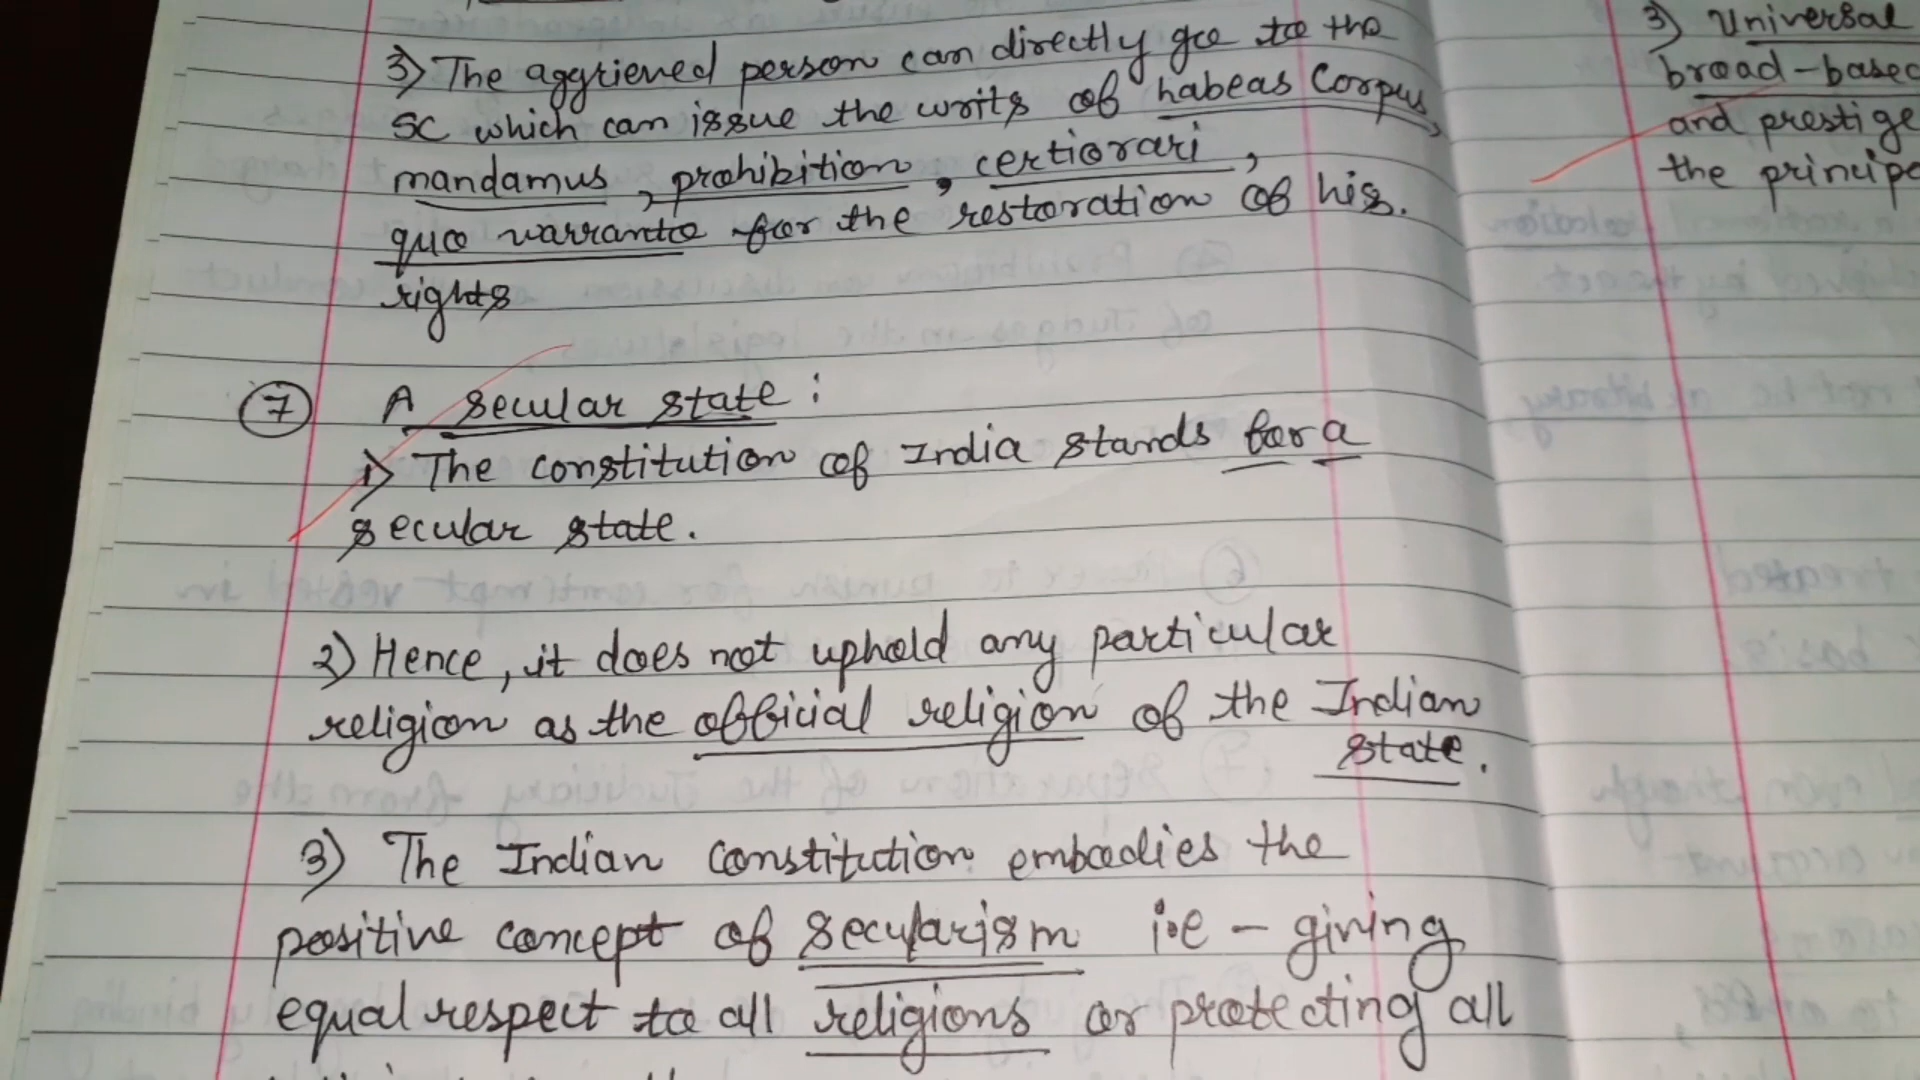 3) The aggrieved person can directly go to the
SC which can issue the writs of habeas Corpus,
mandamus, prohibition, certiorari,
quo warranto for the restoration of his.
rights
7 A secular state:
1) The constitution of India stands for a
secular state.
2) Hence, it does not uphold any particular
religion as the official religion of the Indian
state.
3) The Indian Constitution embodies the
positive concept of secularism i.e - giving
equal respect to all religions or protecting all
3) Universal
broad-based
and prestige
the principe